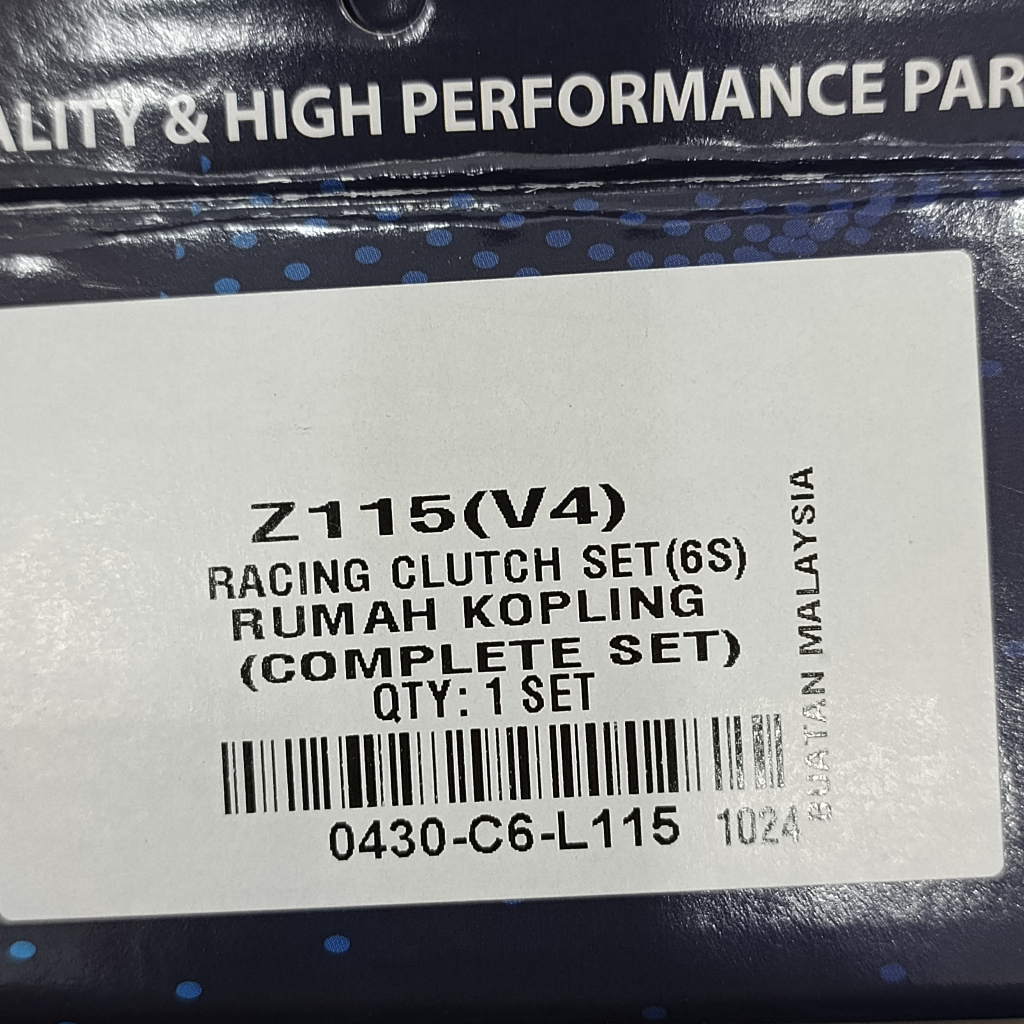 ALITY & HIGH PERFORMANCE PAR
Z115(V4)
RACING CLUTCH SET(6S)
RUMAH KOPLING
(COMPLETE SET)
QTY: 1 SET
0430-C6-L115
1024
BUATAN MALAYSIA